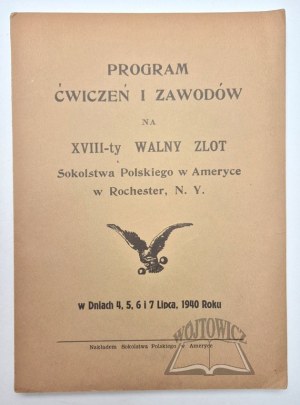 PROGRAM
ĆWICZEŃ I ZAWODÓW
NA
XVIII-ty WALNY ZLOT
Sokolstwa Polskiego w Ameryce
w Rochester, N. Y.
w Dniach 4, 5, 6 i 7 Lipca, 1940 Roku
WÓJTOWICZ
Nakładem Sokolstwa Polskiego w Ameryce